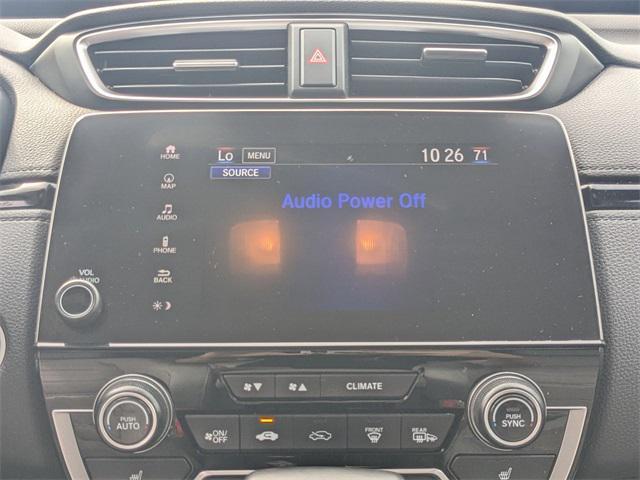 HOME
Lo MENU 10 26 71
SOURCE
MAP
Audio Power Off
AUDIO
PHONE
VOL
AUDIO
BACK
CLIMATE
PUSH
AUTO
ON/
OFF
FRONT
REAR
PUSH
SYNC